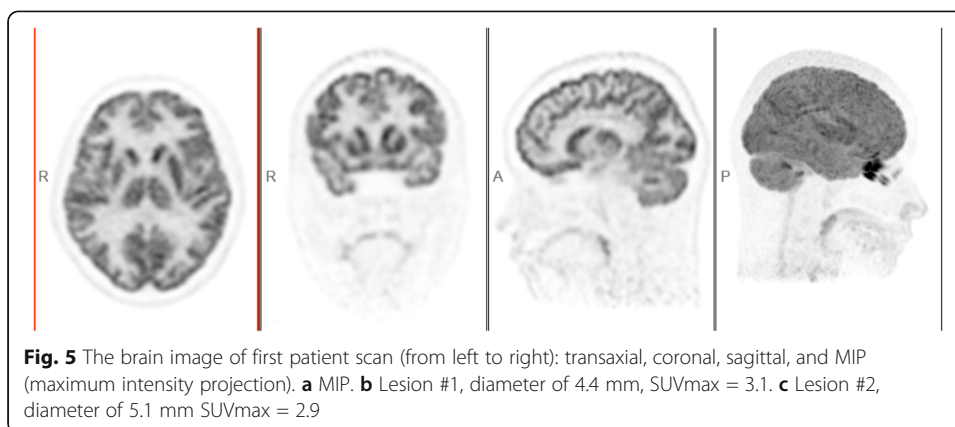 R
R
A
P
Fig. 5 The brain image of first patient scan (from left to right): transaxial, coronal, sagittal, and MIP
(maximum intensity projection). a MIP. b Lesion #1, diameter of 4.4 mm, SUVmax = 3.1. c Lesion #2,
diameter of 5.1 mm SUVmax = 2.9